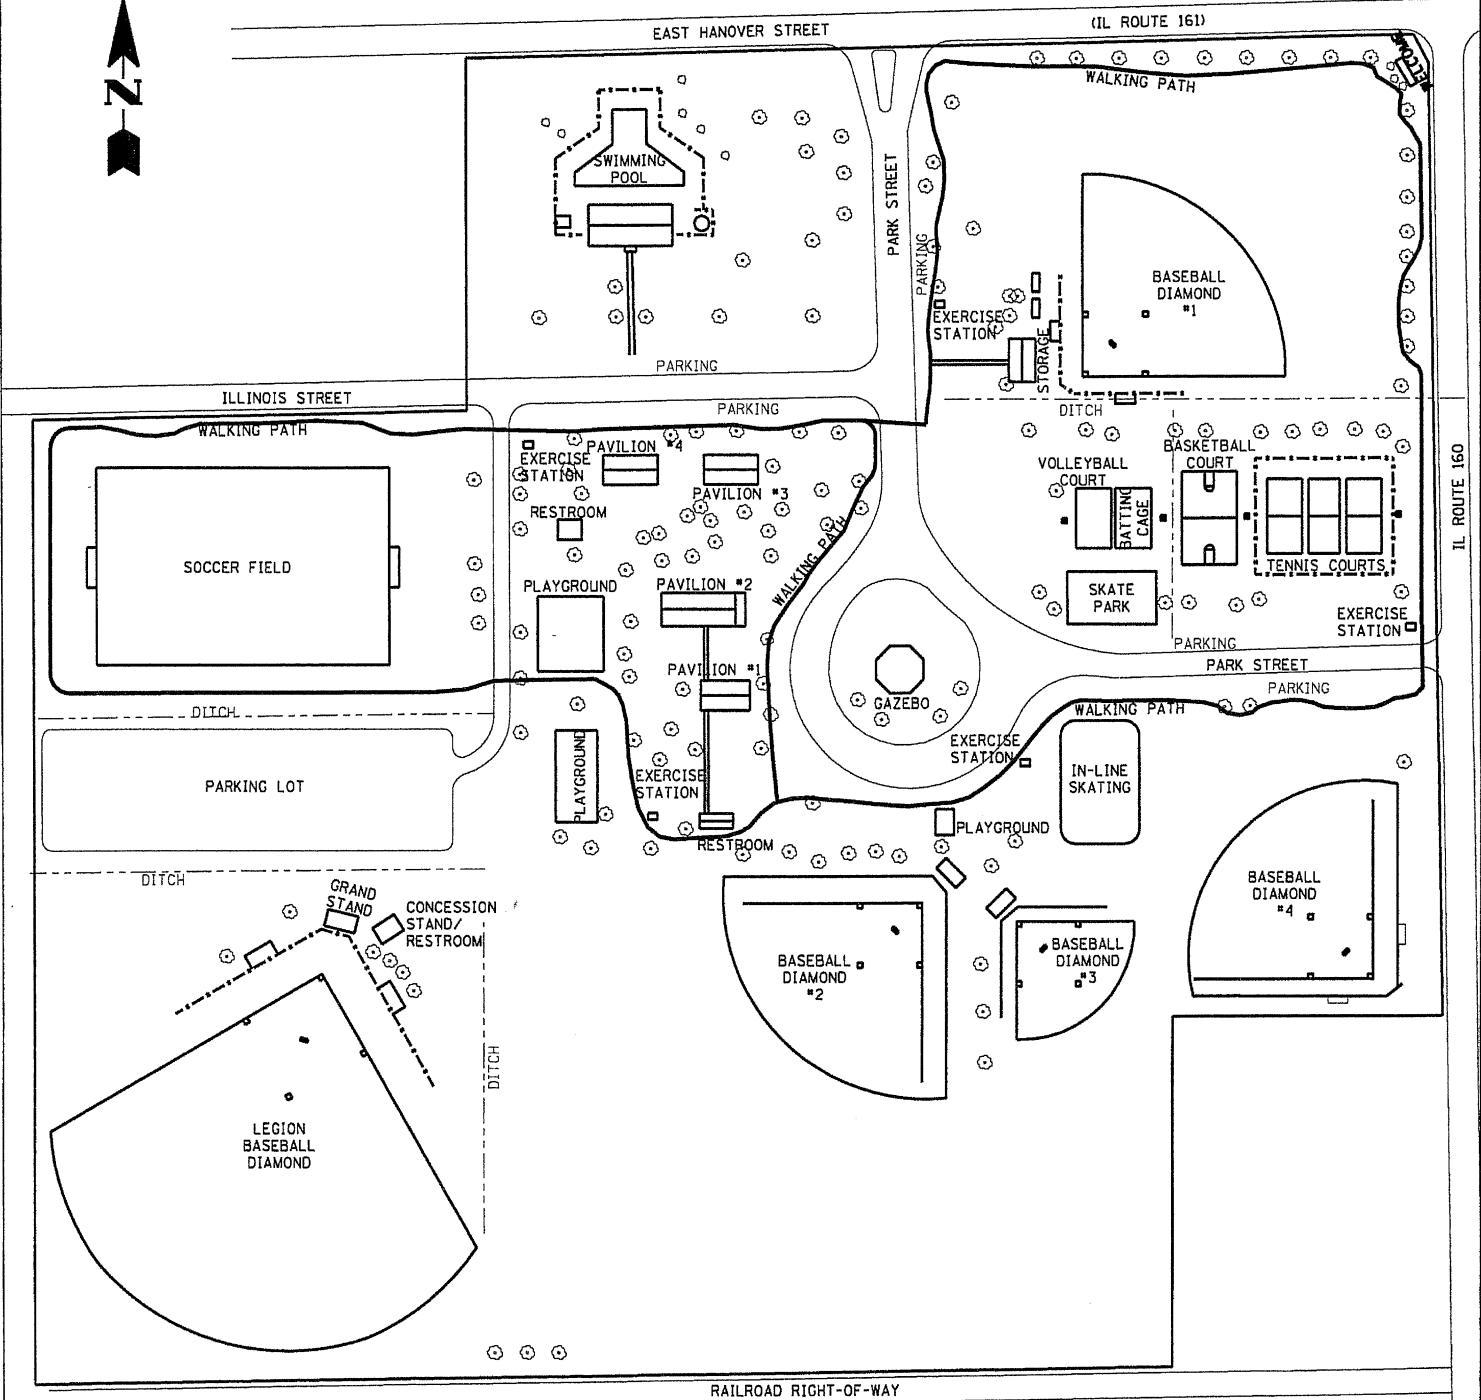 (IL ROUTE 161)
EAST HANOVER STREET
WELCOME
WALKING PATH
N
SWIMMING
POOL
PARK STREET
PARKING
BASEBALL
DIAMOND
#1
EXERCISE
STATION
STORAGE
PARKING
ILLINOIS STREET
PARKING
DITCH
WALKING PATH
PAVILION #4
EXERCISE
STATION
PAVILION #3
RESTROOM
VOLLEYBALL
COURT
BATTING
CAGE
BASKETBALL
COURT
IL ROUTE 160
TENNIS COURTS
SOCCER FIELD
PLAYGROUND
PAVILION #2
WALKING PATH
SKATE
PARK
EXERCISE
STATION
PARKING
PARK STREET
PARKING
PAVILION #1
GAZEBO
WALKING PATH
DITCH
EXERCISE
STATION
IN-LINE
SKATING
PARKING LOT
PLAYGROUND
EXERCISE
STATION
PLAYGROUND
RESTROOM
DITCH
GRAND
STAND
CONCESSION
STAND/
RESTROOM
BASEBALL
DIAMOND
#4
BASEBALL
DIAMOND
#2
BASEBALL
DIAMOND
#3
DITCH
LEGION
BASEBALL
DIAMOND
RAILROAD RIGHT-OF-WAY